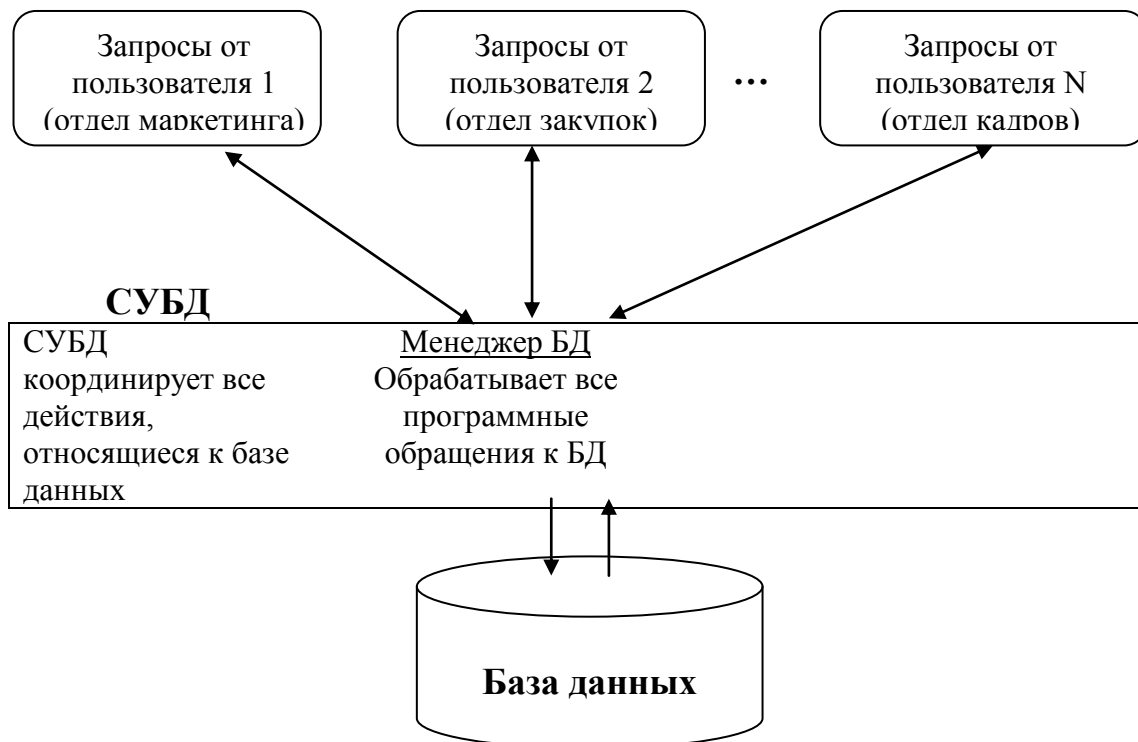 Запросы от
пользователя 1
(отдел маркетинга)
Запросы от
пользователя 2
(отдел закупок)
...
Запросы от
пользователя N
(отдел кадров)
СУБД
СУБД
координирует все
действия,
относящиеся к базе
данных
Менеджер БД
Обрабатывает все
программные
обращения к БД
База данных